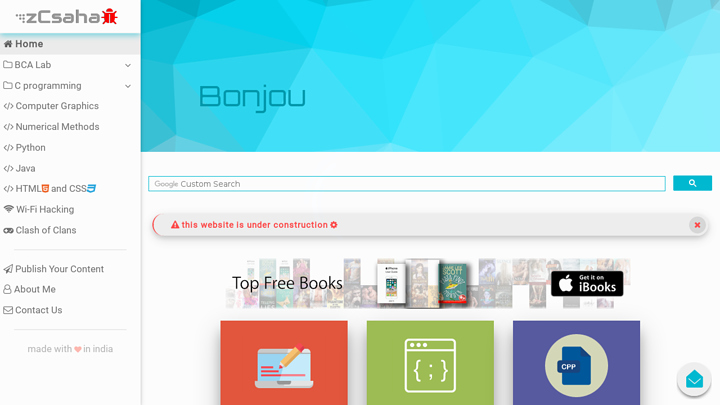 zCsaha
Home
BCA Lab
C programming
</> Computer Graphics
</> Numerical Methods
</> Python
</> Java
</> HTML and CSS
Wi-Fi Hacking
Clash of Clans
Publish Your Content
About Me
Contact Us
made with in india
Bonjou
Google Custom Search
this website is under construction
Top Free Books
Get it on
iBooks
{ ; }
CPP